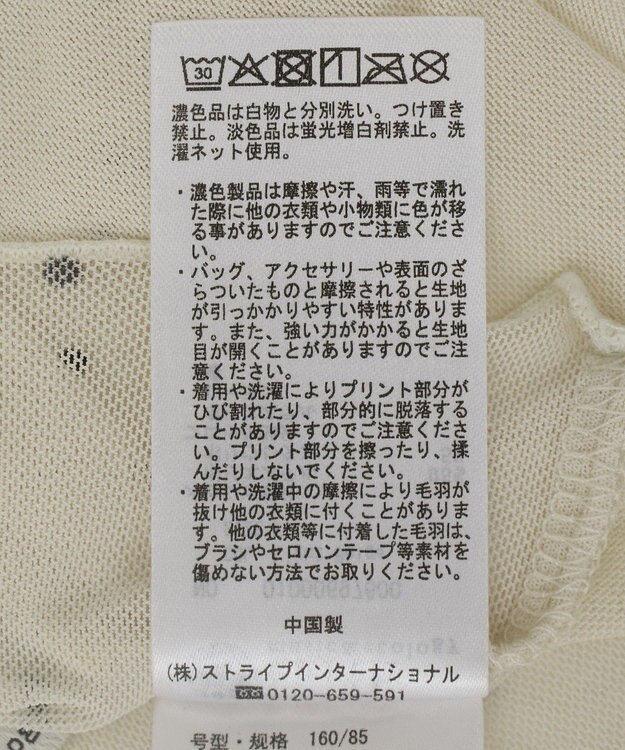 30
濃色品は白物と分別洗い。つけ置き
禁止。淡色品は蛍光増白剤禁止。洗
濯ネット使用。
・濃色製品は摩擦や汗、雨等で濡れ
た際に他の衣類や小物類に色が移
る事がありますのでご注意くださ
い。
・バッグ、アクセサリーや表面のざ
らついたものと摩擦されると生地
が引っかかりやすい特性がありま
す。また、強い力がかかると生地
目が開くことがありますのでご注
意ください。
・着用や洗濯によりプリント部分が
ひび割れたり、部分的に脱落する
ことがありますのでご注意くださ
い。プリント部分を擦ったり、揉
んだりしないでください。
・着用や洗濯中の摩擦により毛羽が
抜け他の衣類に付くことがありま
す。他の衣類等に付着した毛羽は、
ブラシやセロハンテープ等素材を
傷めない方法でお取りください。
中国製
(株)ストライプインターナショナル
0120-659-591
号型・规格 160/85